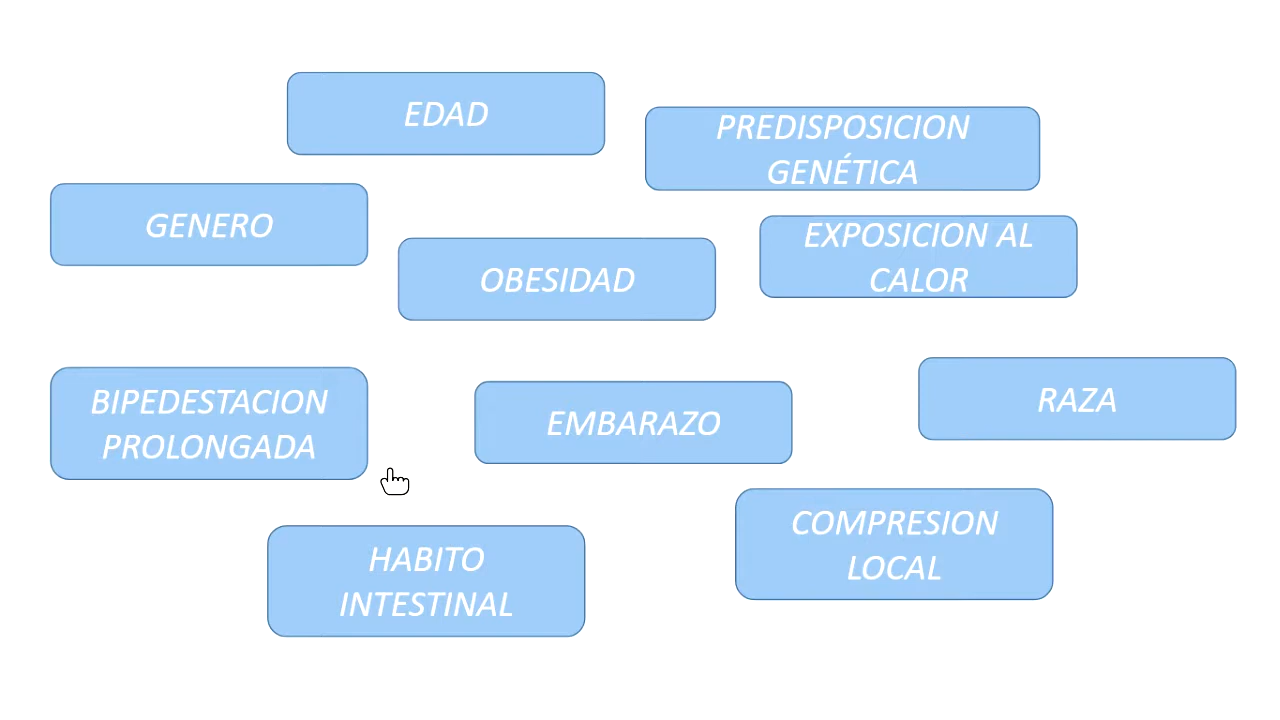 EDAD
PREDISPOSICION
GENÉTICA
GENERO
EXPOSICION AL
CALOR
OBESIDAD
BIPEDESTACION
PROLONGADA
EMBARAZO
RAZA
COMPRESION
LOCAL
HABITO
INTESTINAL